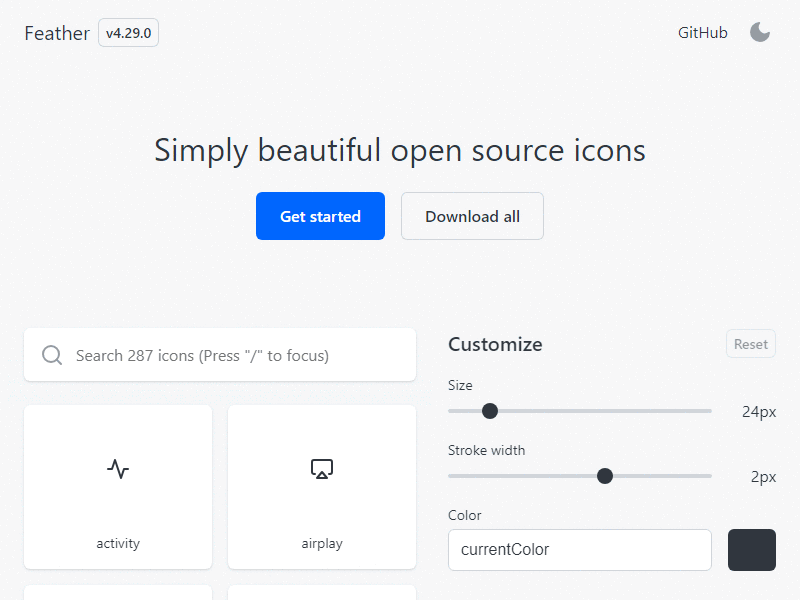 Feather v4.29.0 GitHub
Simply beautiful open source icons
Get started Download all
Search 287 icons (Press "/" to focus)
activity
airplay
Customize Reset
Size
24px
Stroke width
2px
Color
currentColor